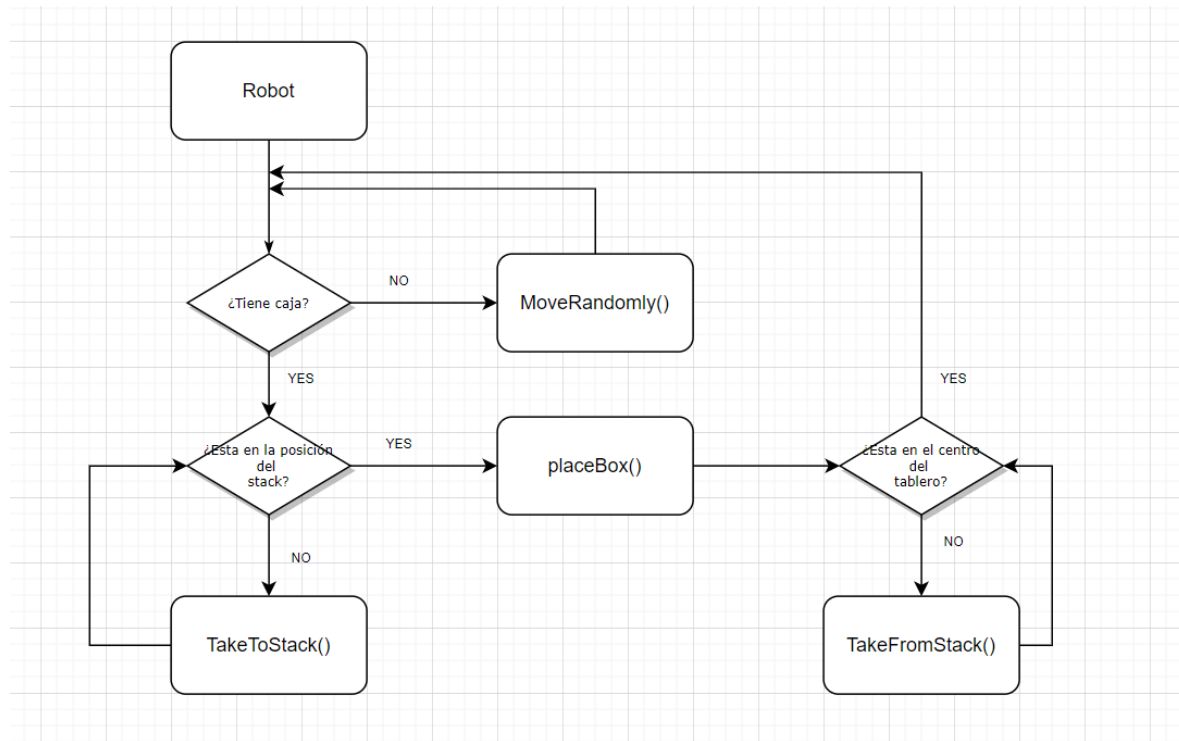 Robot
¿Tiene caja?
NO
MoveRandomly()
YES
YES
¿Esta en la posición
del
stack?
YES
placeBox()
¿Esta en el centro
del
tablero?
NO
NO
TakeToStack()
TakeFromStack()